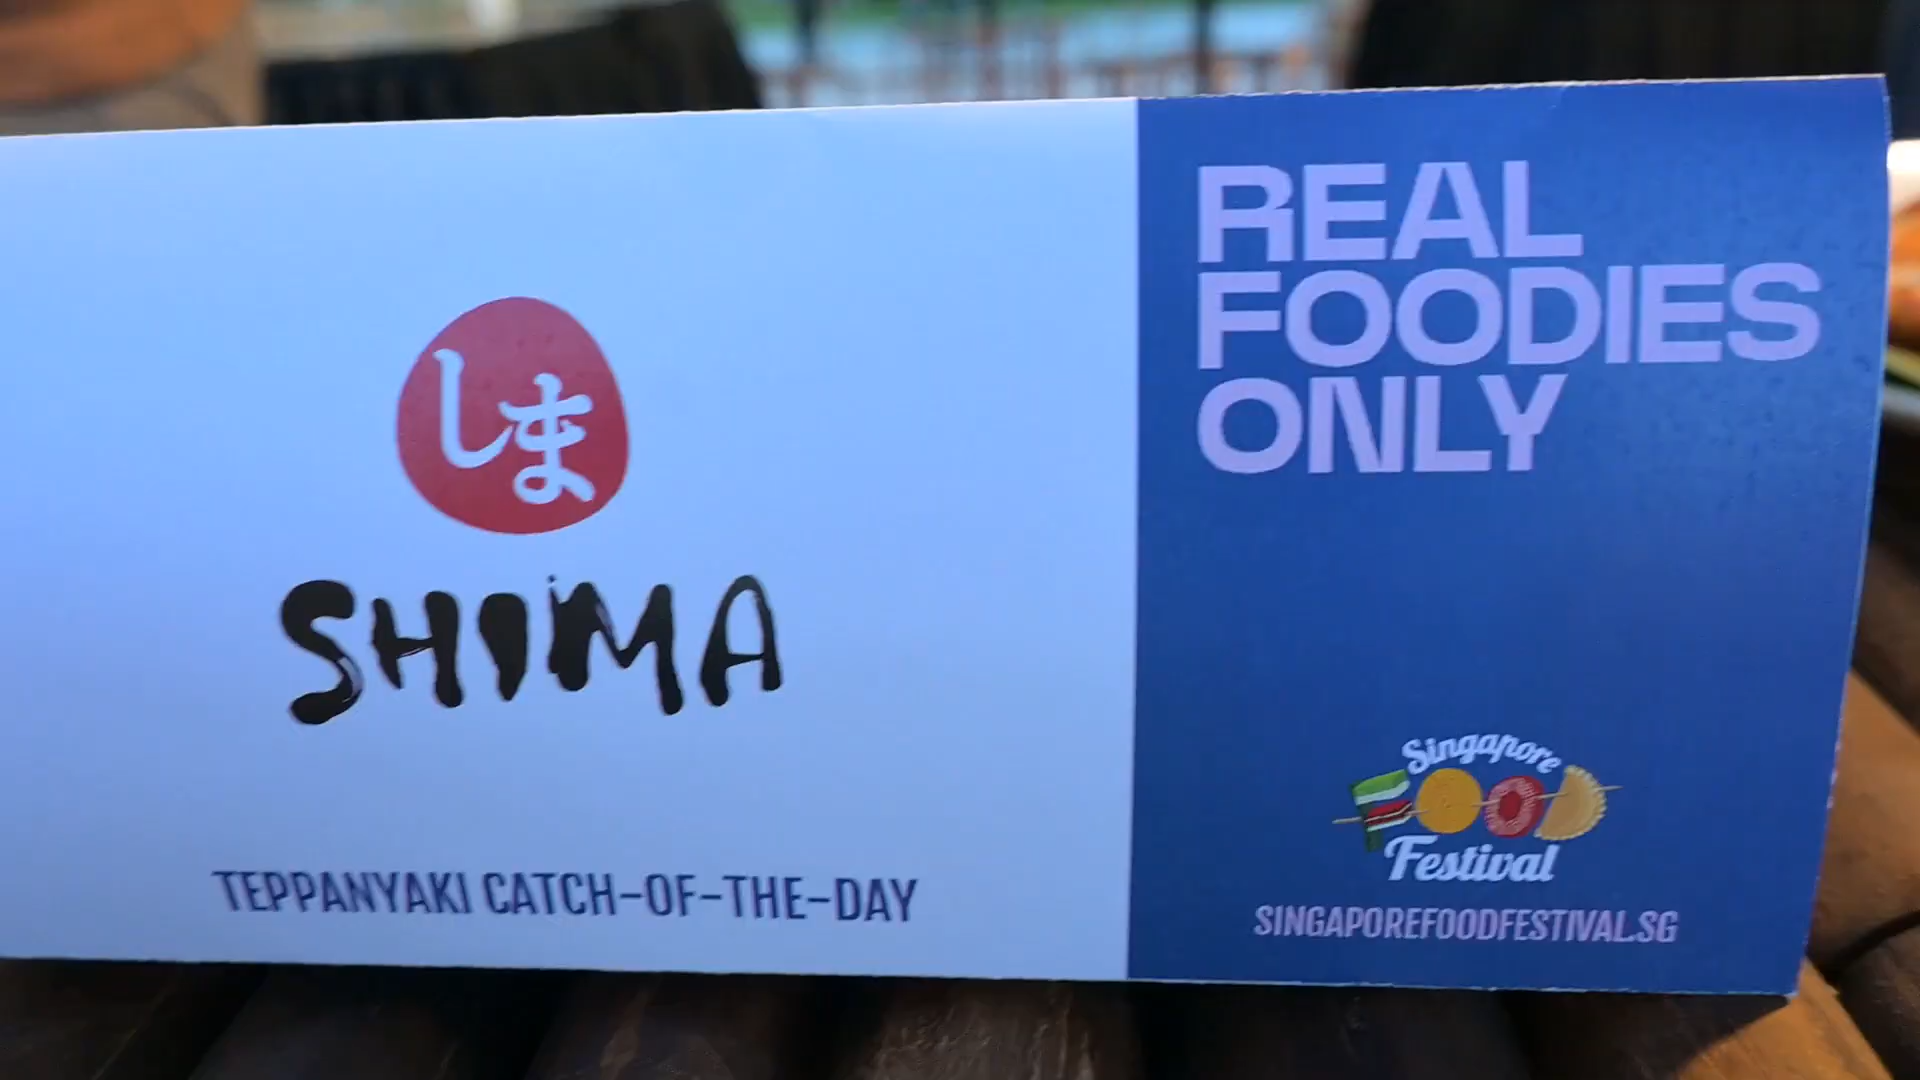 しま
SHIMA
TEPPANYAKI CATCH-OF-THE-DAY
REAL
FOODIES
ONLY
Singapore
FOOD
Festival
SINGAPOREFOODFESTIVAL.SG